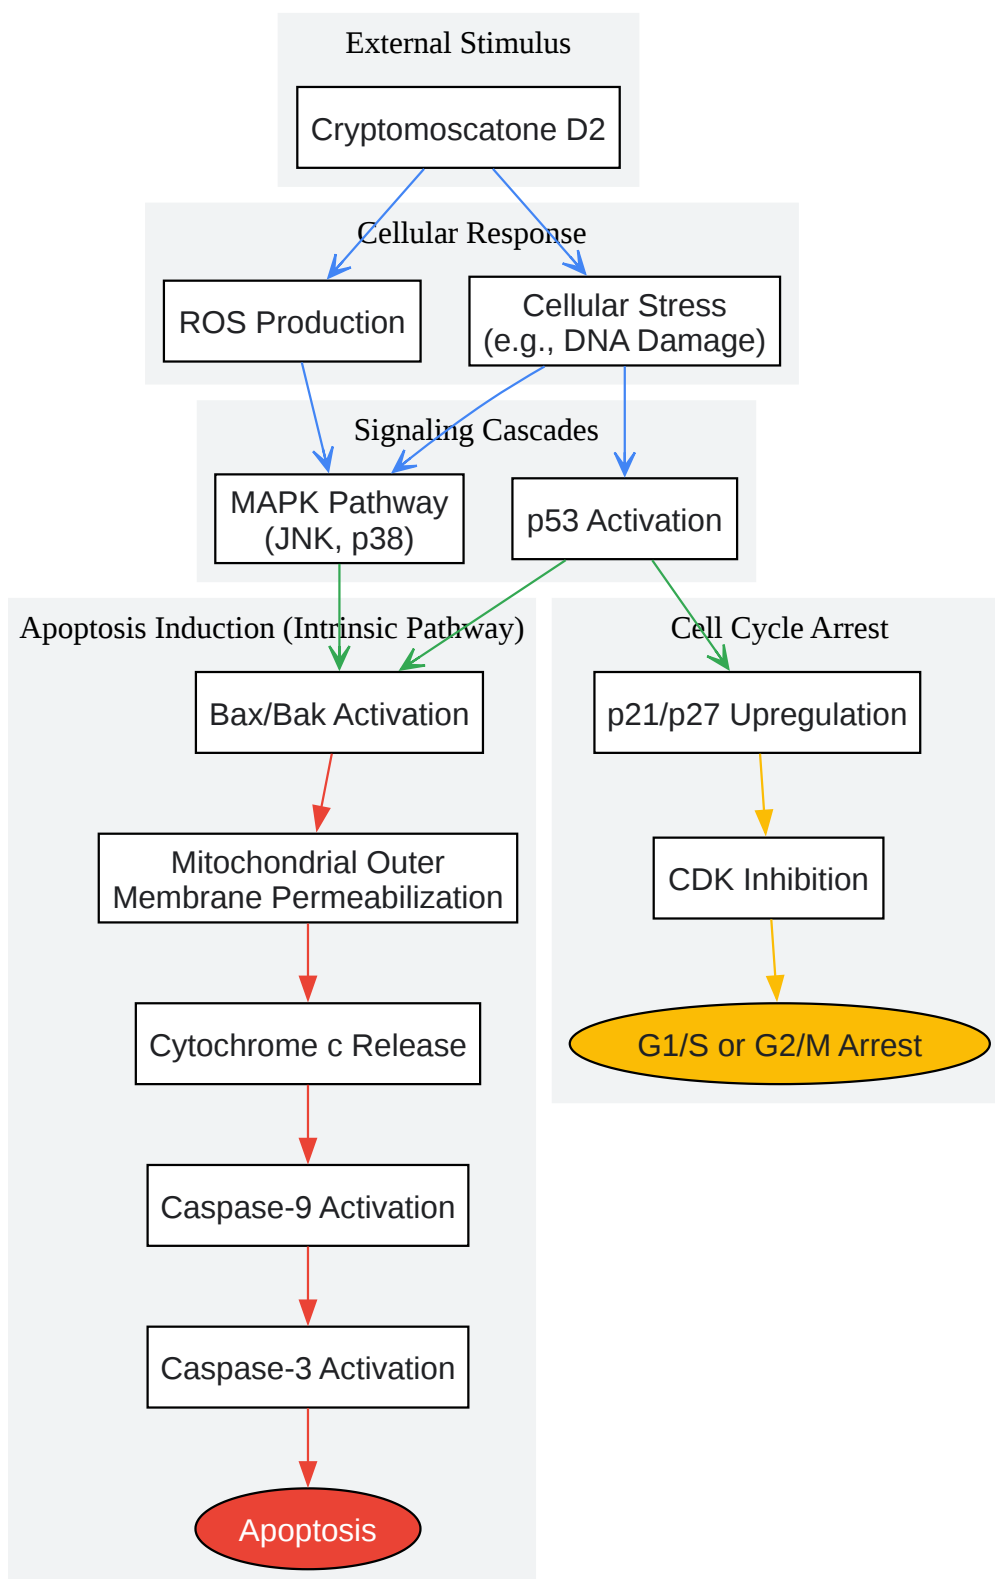 External Stimulus
Cryptomoscatone D2
Cellular Response
ROS Production
Cellular Stress
(e.g., DNA Damage)
Signaling Cascades
MAPK Pathway
(JNK, p38)
p53 Activation
Apoptosis Induction (Intrinsic Pathway)
Cell Cycle Arrest
Bax/Bak Activation
p21/p27 Upregulation
Mitochondrial Outer
Membrane Permeabilization
CDK Inhibition
Cytochrome c Release
G1/S or G2/M Arrest
Caspase-9 Activation
Caspase-3 Activation
Apoptosis